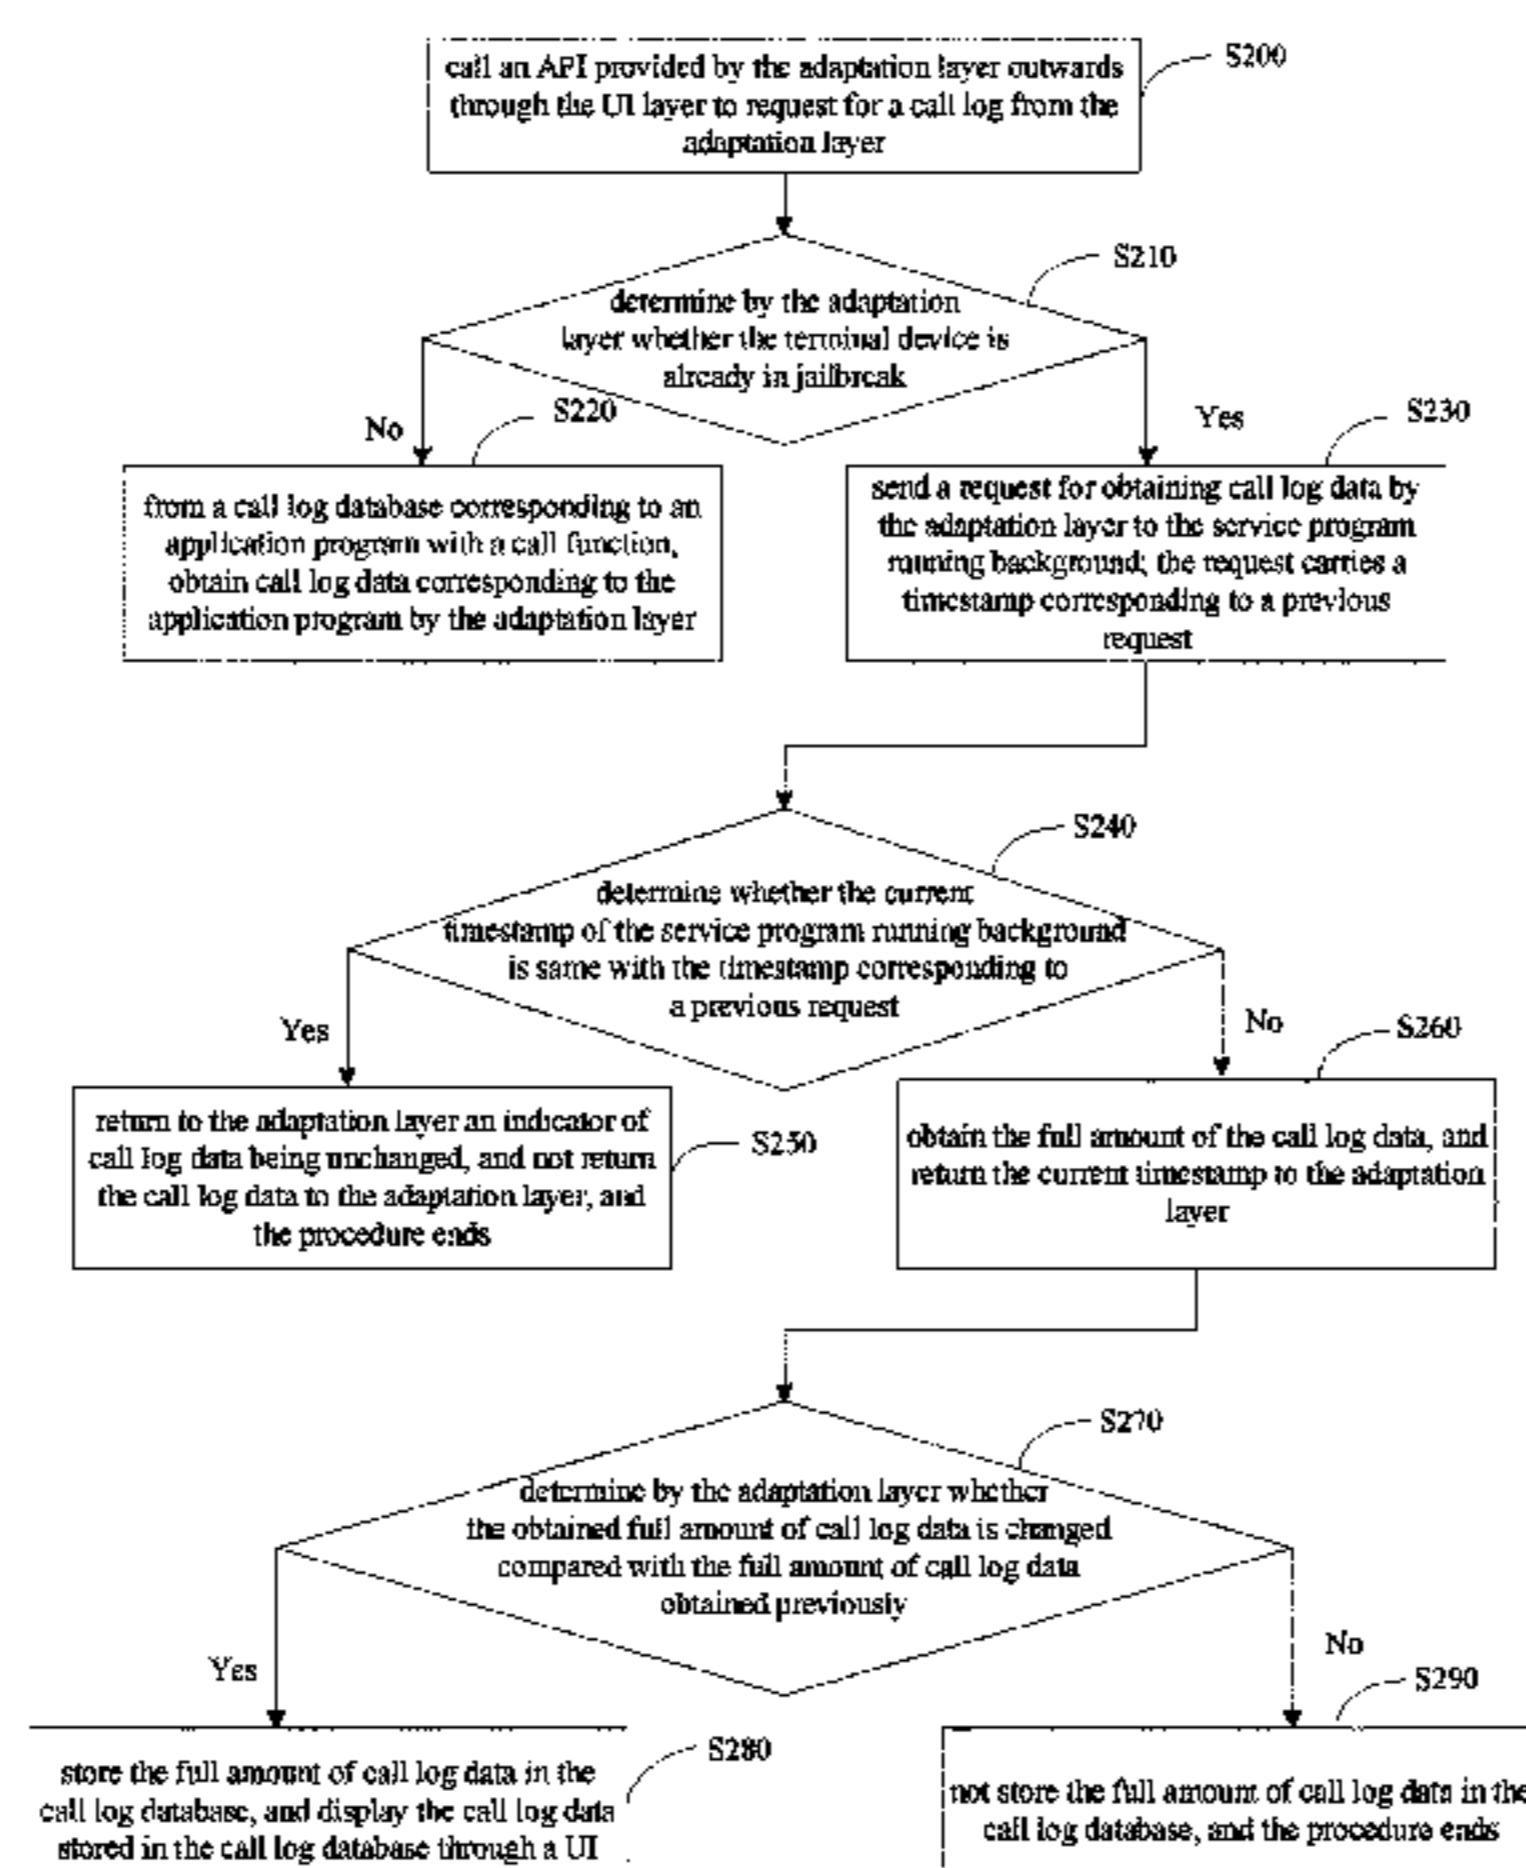 call an API provided by the adaptation layer outwards
through the UI layer to request for a call log from the
adaptation layer
S200
determine by the adaptation
layer whether the terminal device is
already in jailbreak
S210
No
Yes
S220
from a call log database corresponding to an
application program with a call function,
obtain call log data corresponding to the
application program by the adaptation layer
S230
send a request for obtaining call log data by
the adaptation layer to the service program
running background; the request carries a
timestamp corresponding to a previous
request
S240
determine whether the current
timestamp of the service program running background
is same with the timestamp corresponding to
a previous request
Yes
No
return to the adaptation layer an indicator of
call log data being unchanged, and not return
the call log data to the adaptation layer, and
the procedure ends
S250
S260
obtain the full amount of the call log data, and
return the current timestamp to the adaptation
layer
S270
determine by the adaptation layer whether
the obtained full amount of call log data is changed
compared with the full amount of call log data
obtained previously
Yes
No
store the full amount of call log data in the
call log database, and display the call log data
stored in the call log database through a UI
S280
S290
not store the full amount of call log data in the
call log database, and the procedure ends